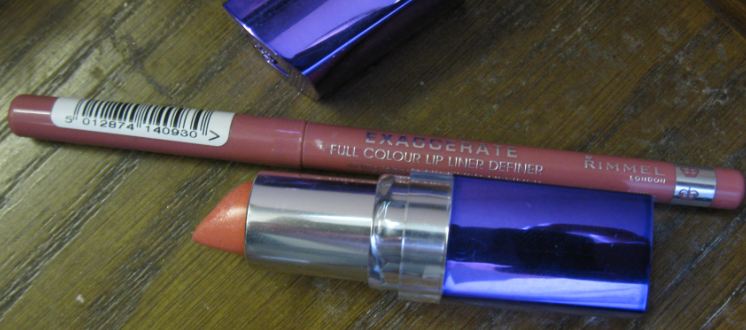 5 012874 140930 >
EXAGGERATE
FULL COLOUR LIP LINER DEFINER
RIMMEL
LONDON